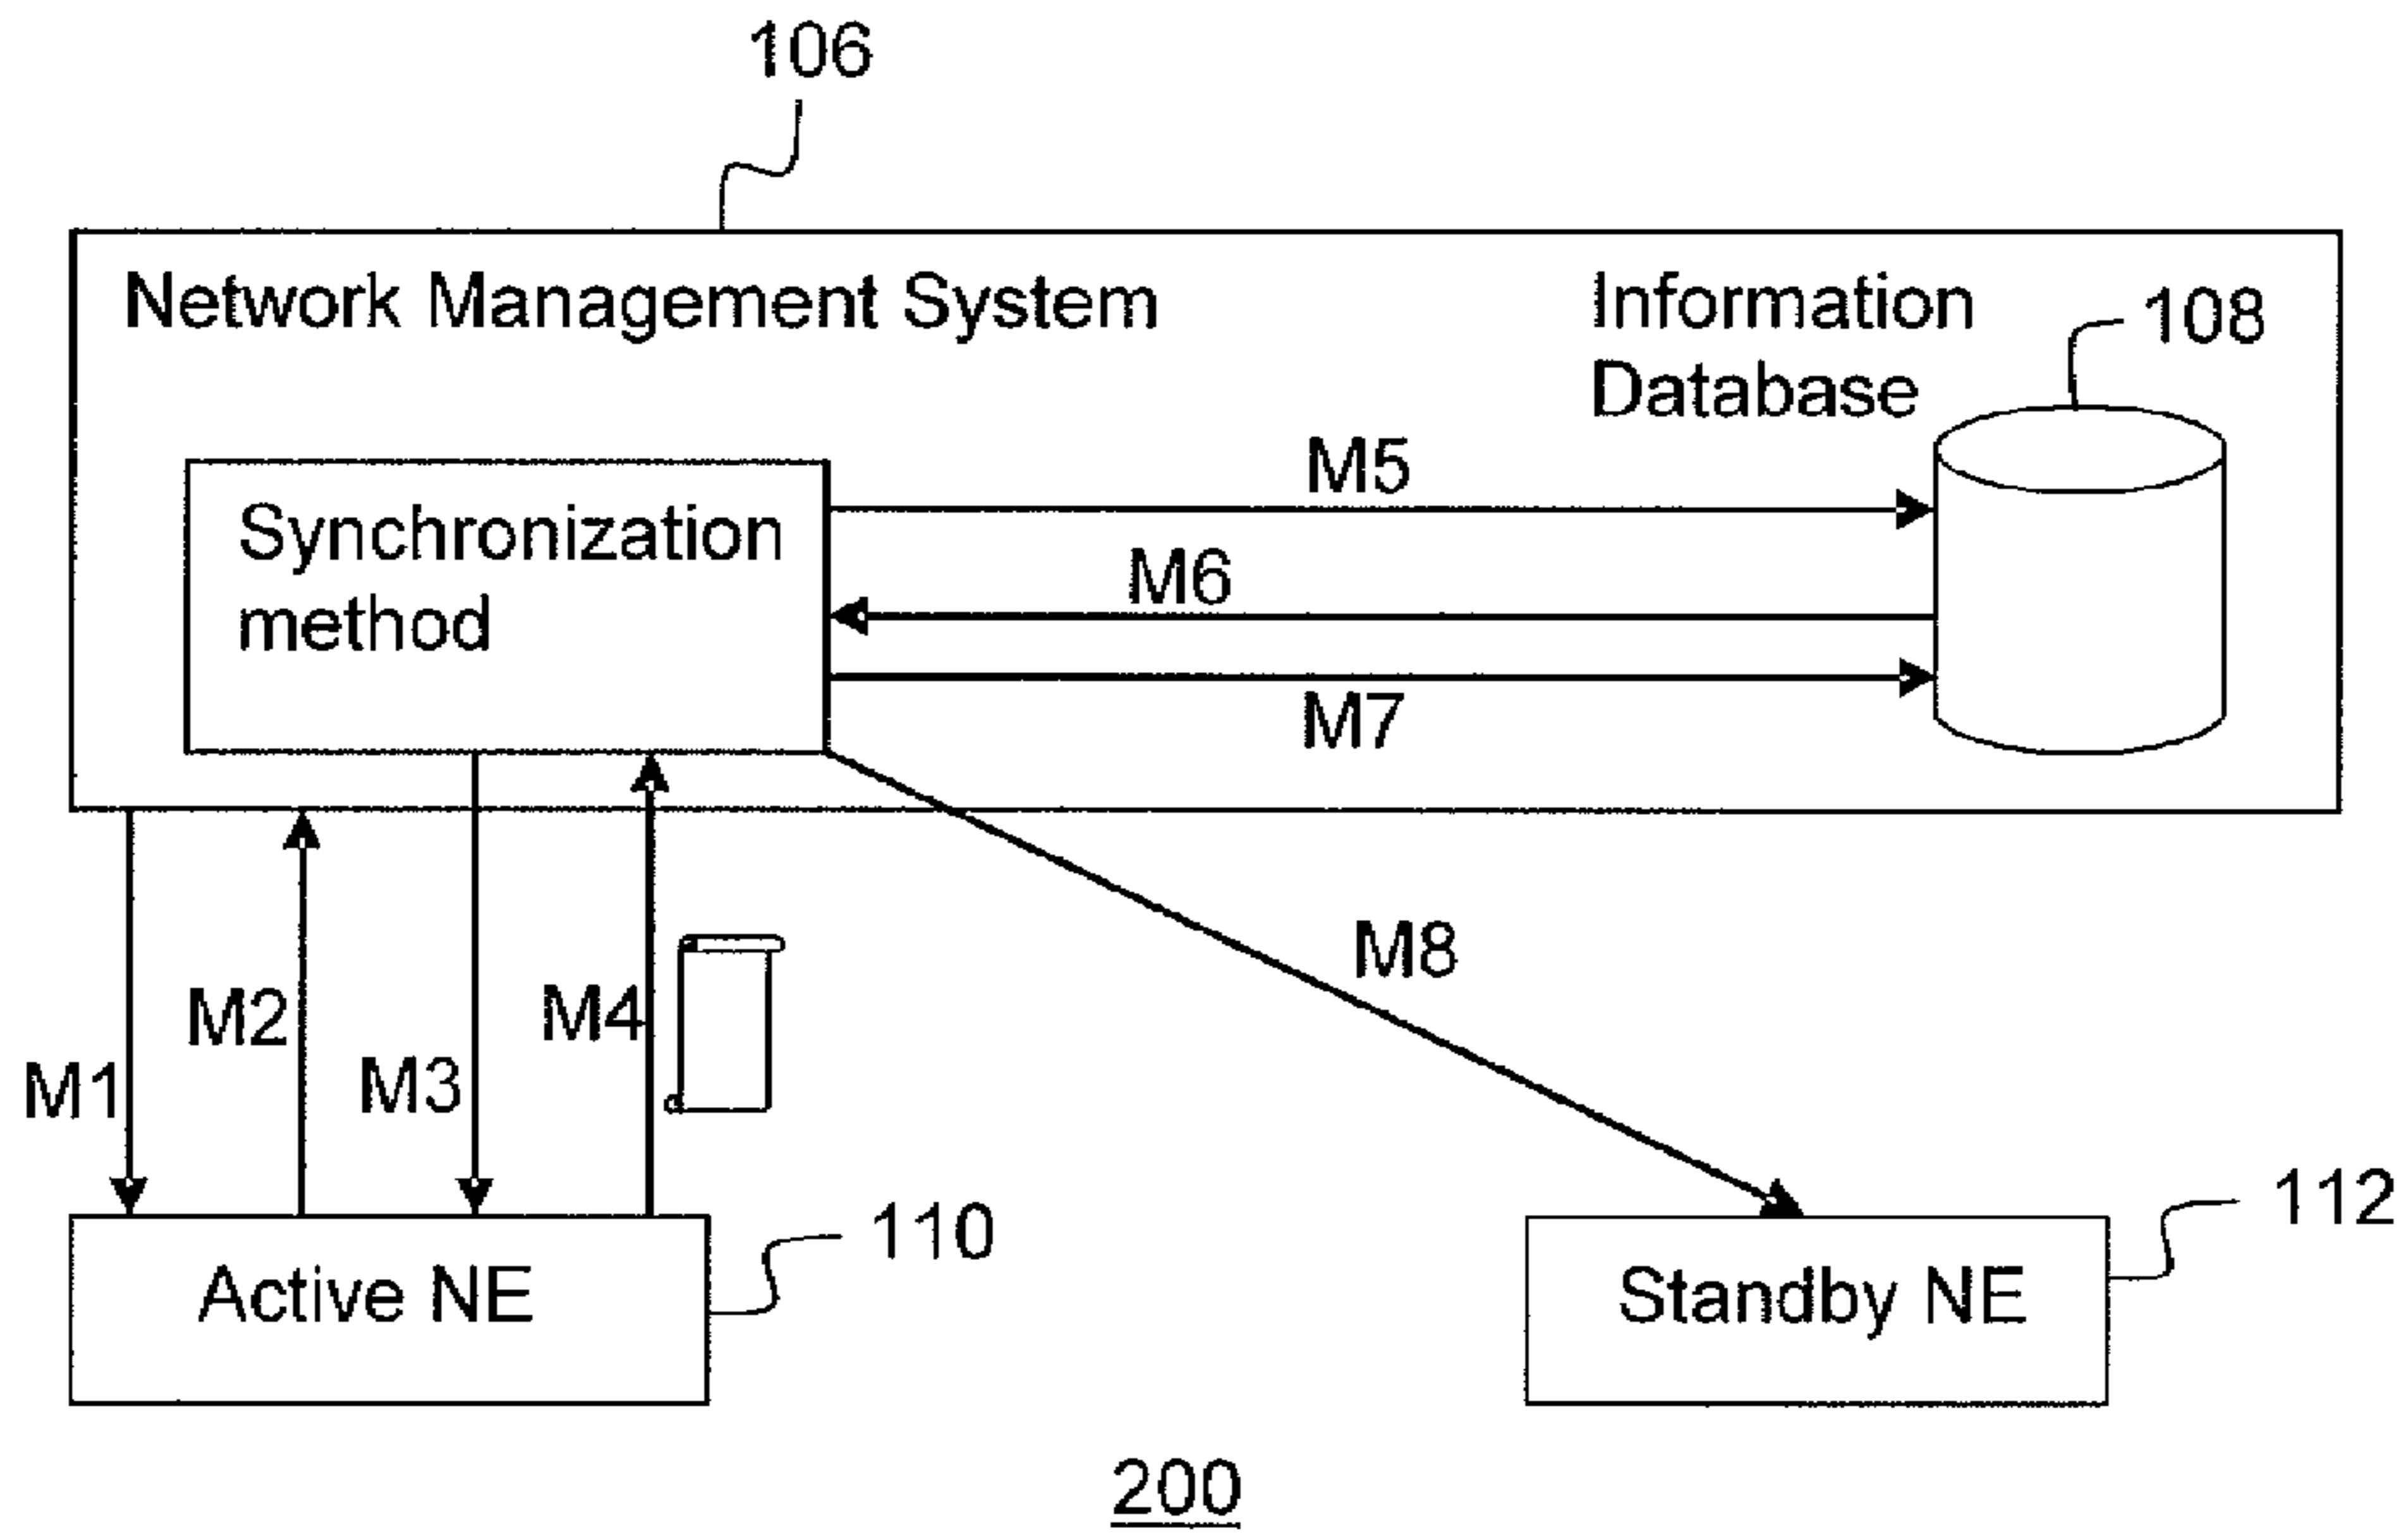 106
Network Management System
Information
Database
108
Synchronization
method
M5
M6
M7
M1
M2
M3
M4
M8
Active NE
110
Standby NE
112
200